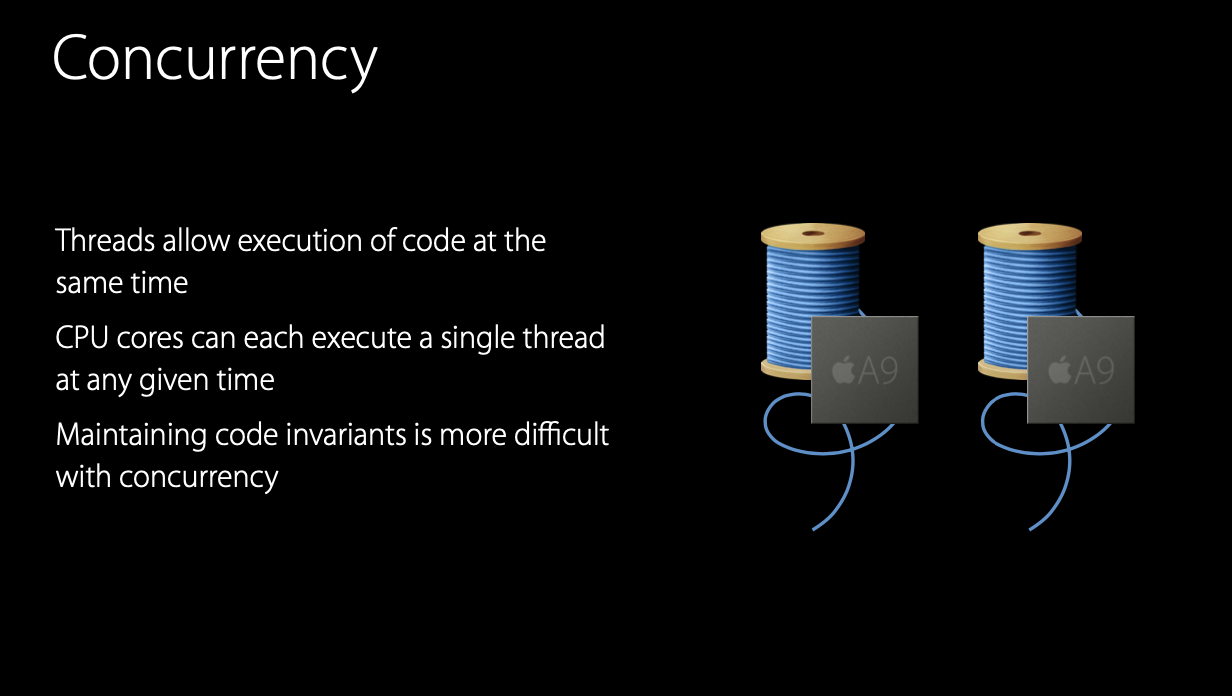 Concurrency
Threads allow execution of code at the
same time
CPU cores can each execute a single thread
at any given time
Maintaining code invariants is more difficult
with concurrency
A9
A9